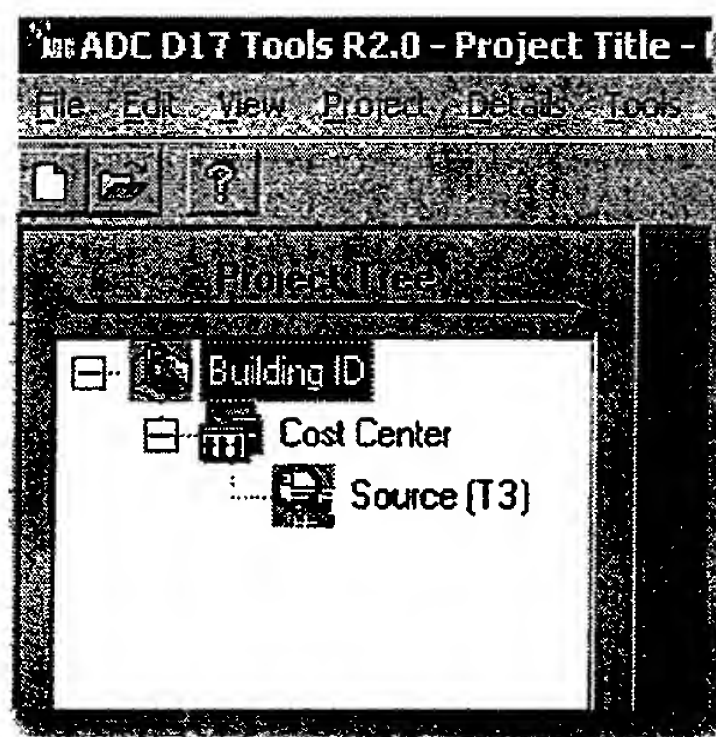 ADC D17 Tools R2.0 - Project Title -
File Edit View Project Details Tools
?
Project Tree
Building ID
Cost Center
Source (T3)